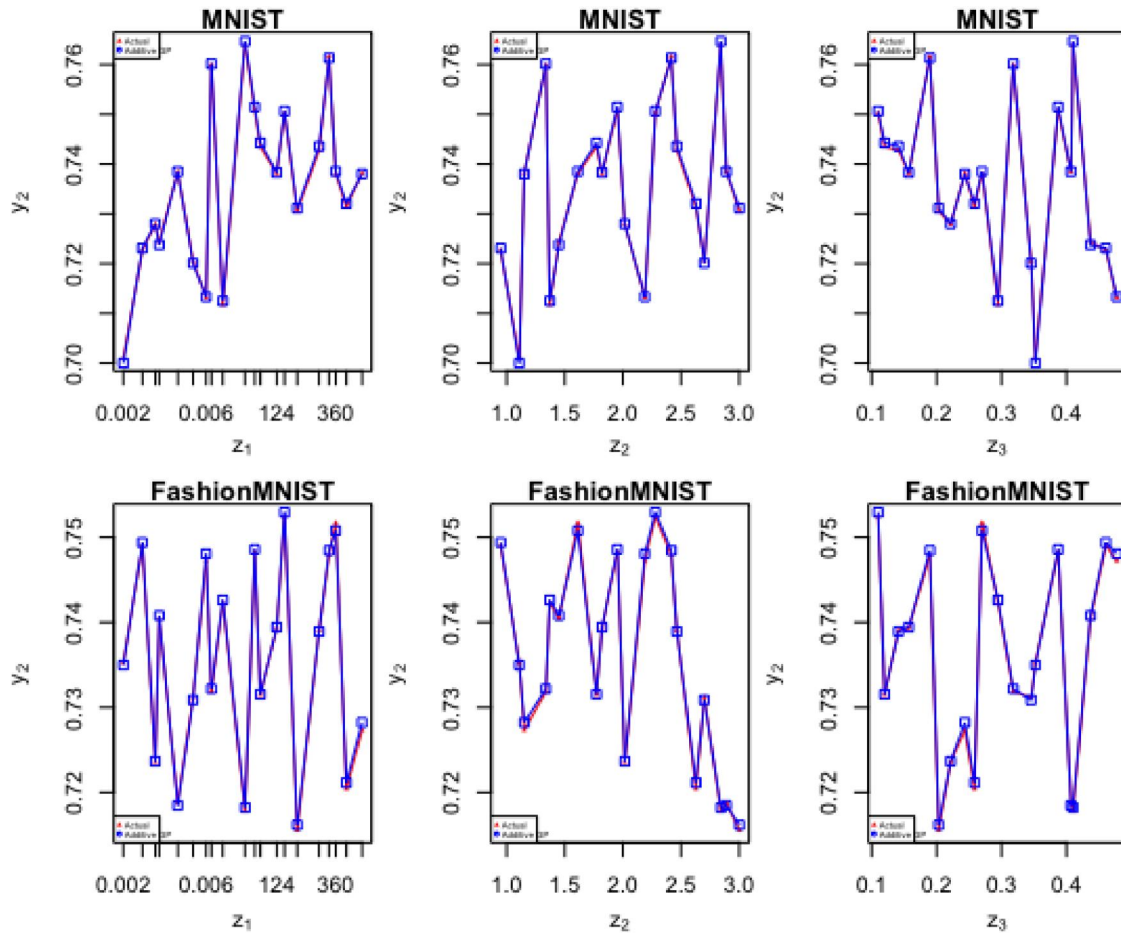 MNIST MNIST MNIST
Actual
Additive GP
Actual
Additive GP
Actual
Additive GP
y2 y2 y2
0.76 0.76 0.76
0.74 0.74 0.74
0.72 0.72 0.72
0.70 0.70 0.70
0.002 0.006 124 360 1.0 1.5 2.0 2.5 3.0 0.1 0.2 0.3 0.4
z1 z2 z3
FashionMNIST FashionMNIST FashionMNIST
0.75 0.75 0.75
0.74 0.74 0.74
y2 y2 y2
0.73 0.73 0.73
0.72 0.72 0.72
Actual
Additive GP
Actual
Additive GP
Actual
Additive GP
0.002 0.006 124 360 1.0 1.5 2.0 2.5 3.0 0.1 0.2 0.3 0.4
z1 z2 z3